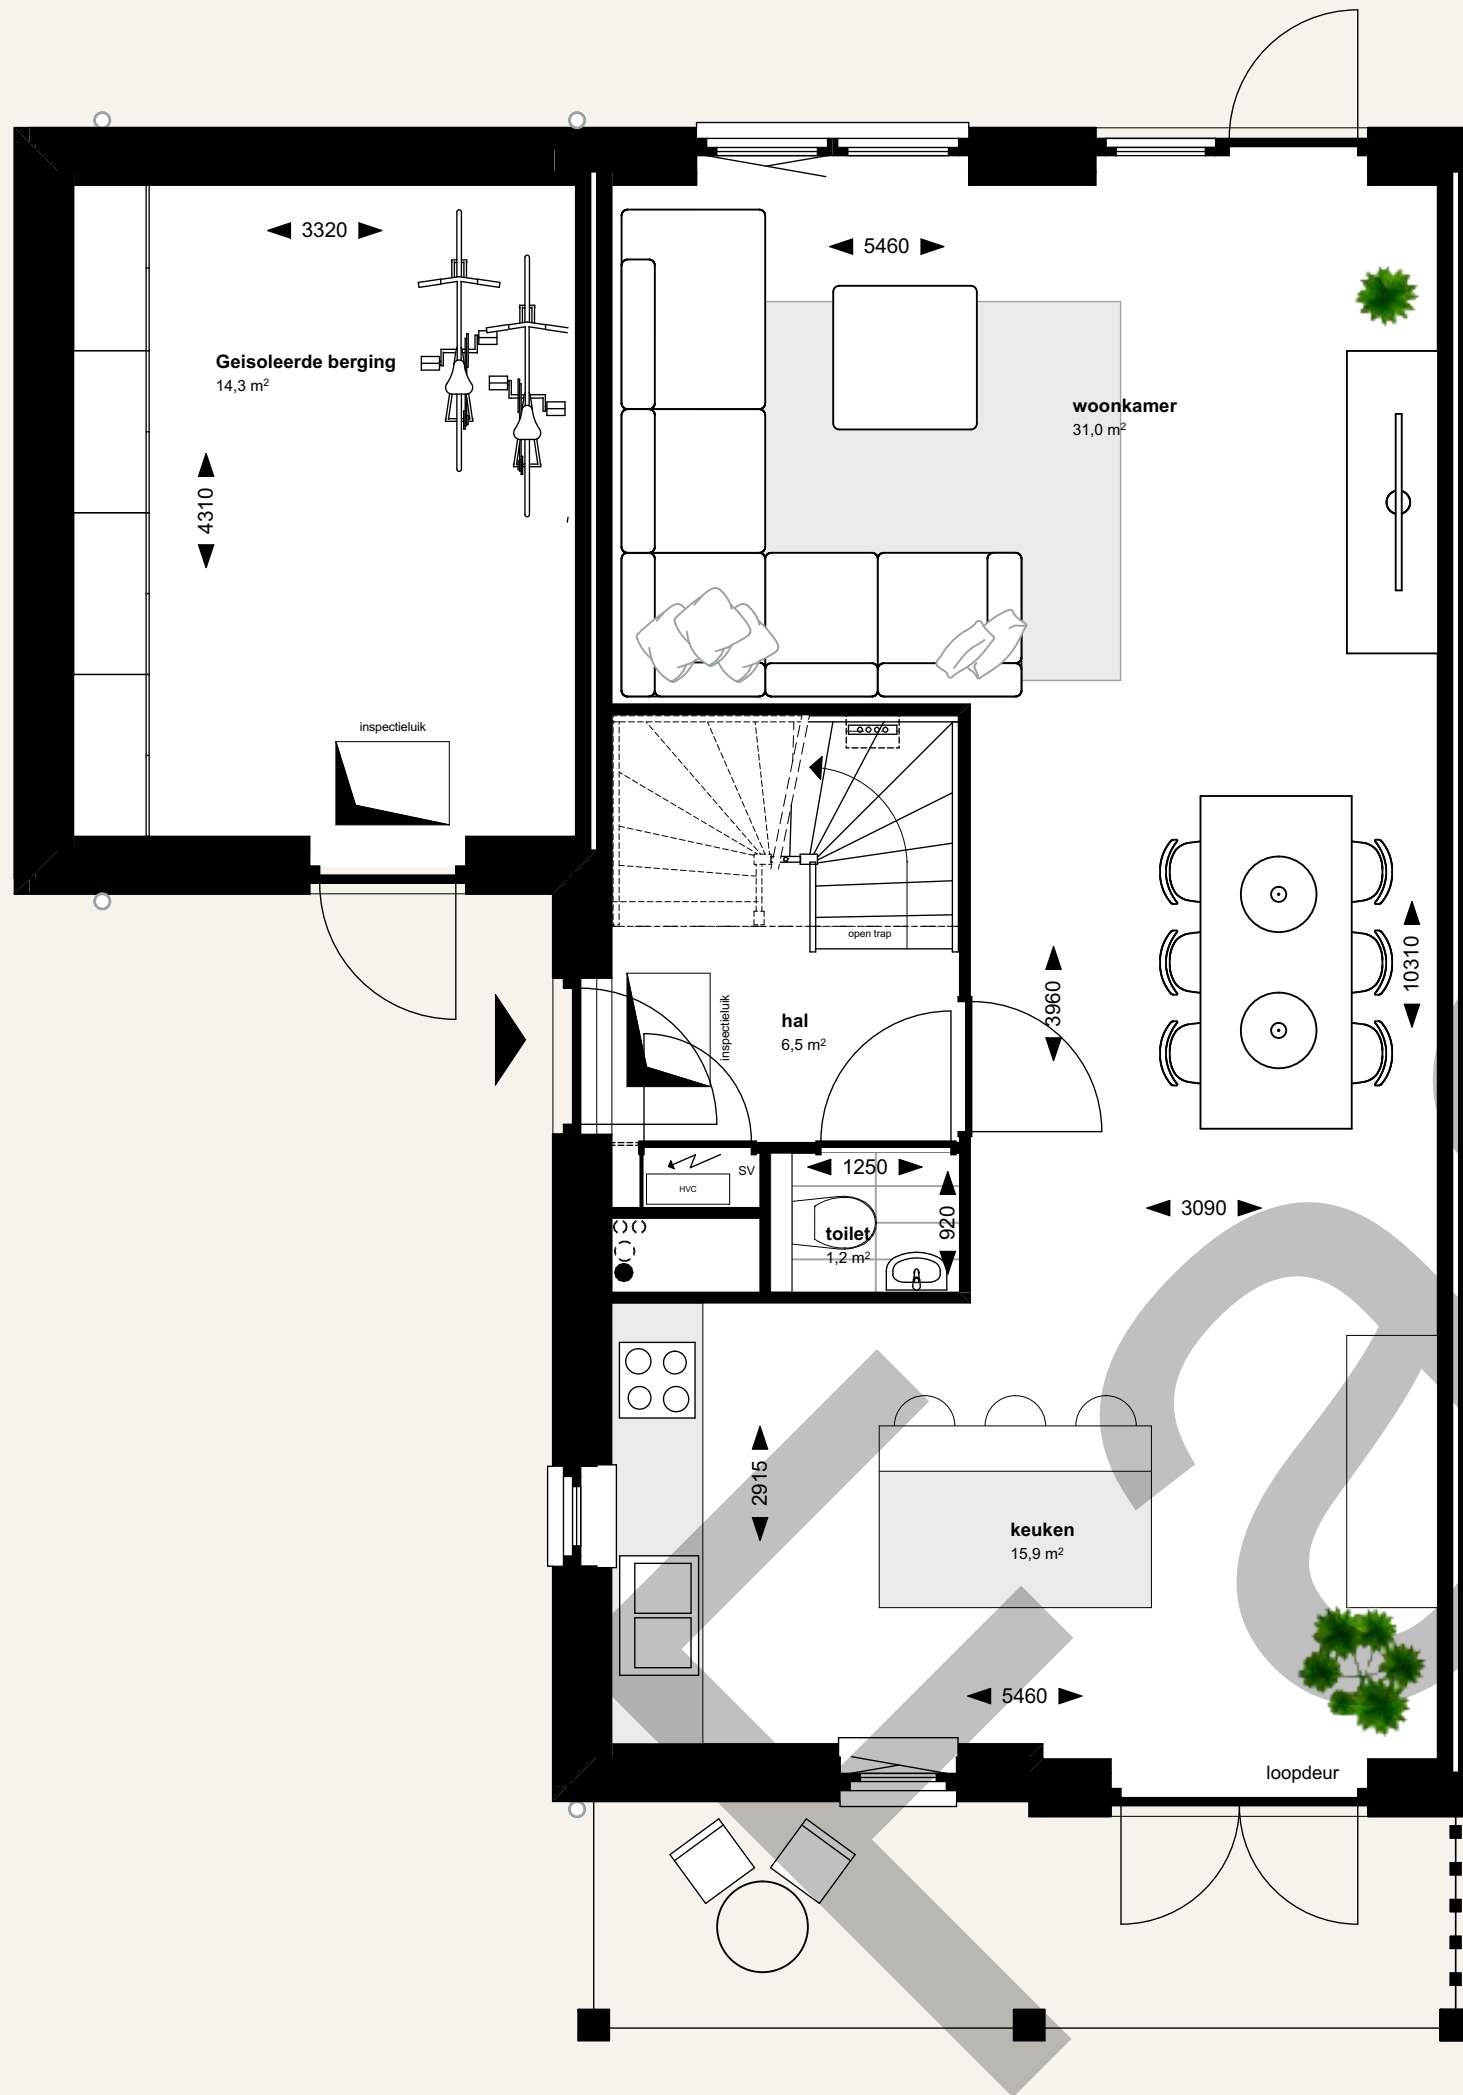 3320
5460
Geisoleerde berging
14,3 m²
woonkamer
31,0 m²
4310
inspectieluik
open trap
inspectieluik
hal
6,5 m²
3960
10310
SV
HVC
1250
920
toilet
1,2 m²
3090
2915
keuken
15,9 m²
5460
loopdeur